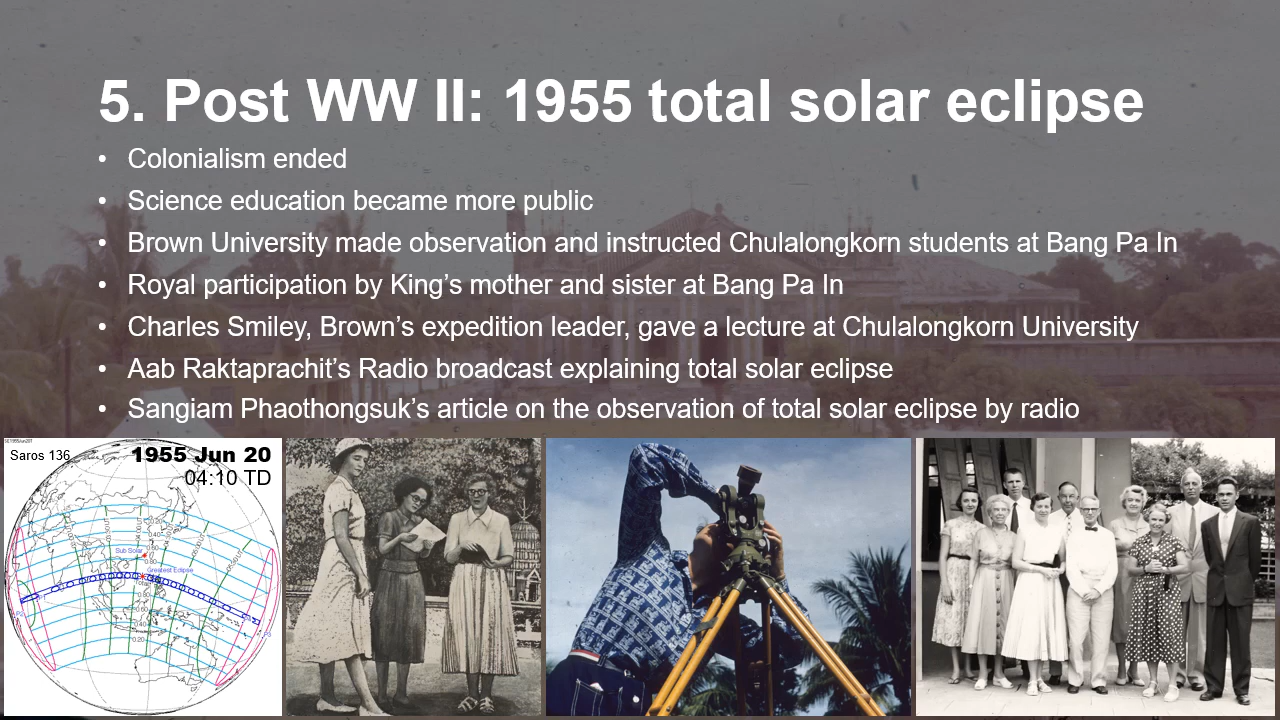 5. Post WW II: 1955 total solar eclipse
• Colonialism ended
• Science education became more public
• Brown University made observation and instructed Chulalongkorn students at Bang Pa In
• Royal participation by King’s mother and sister at Bang Pa In
• Charles Smiley, Brown’s expedition leader, gave a lecture at Chulalongkorn University
• Aab Raktaprachit’s Radio broadcast explaining total solar eclipse
• Sangiam Phaothongsuk’s article on the observation of total solar eclipse by radio
Saros 136
1955 Jun 20
04:10 TD
Sub Solar
Greatest Eclipse